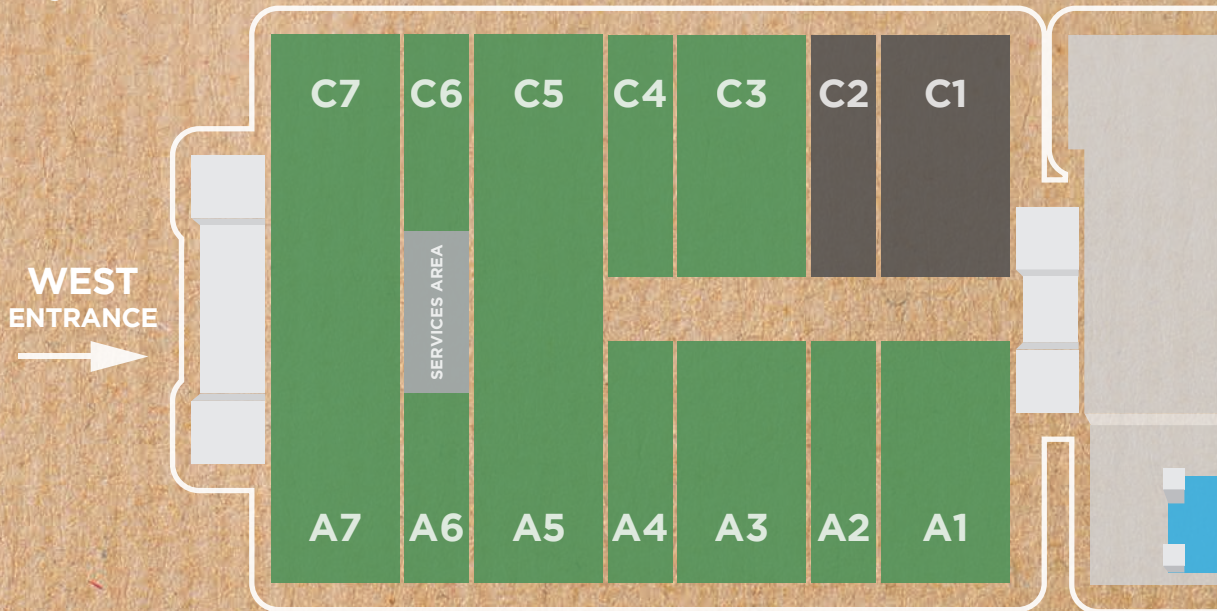 C7 C6 C5 C4 C3 C2 C1
SERVICES AREA
WEST
ENTRANCE
A7 A6 A5 A4 A3 A2 A1